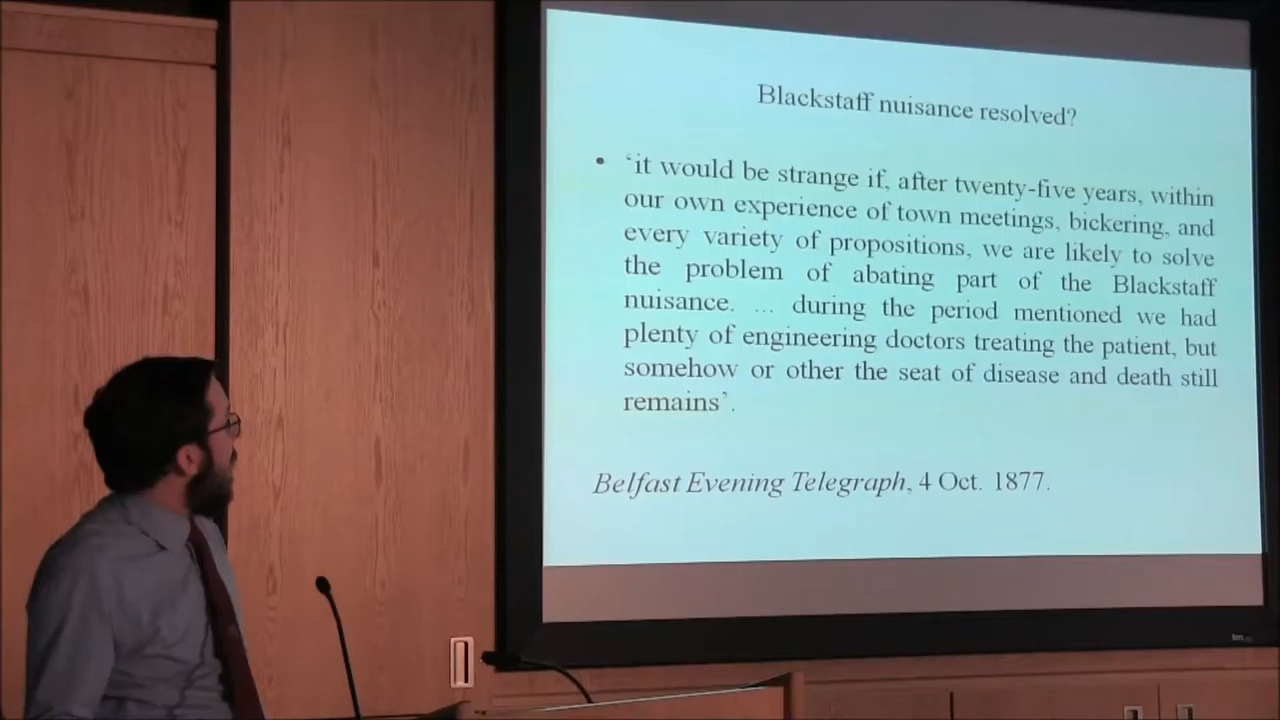 Blackstaff nuisance resolved?
• ‘it would be strange if, after twenty-five years, within
our own experience of town meetings, bickering, and
every variety of propositions, we are likely to solve
the problem of abating part of the Blackstaff
nuisance. ... during the period mentioned we had
plenty of engineering doctors treating the patient, but
somehow or other the seat of disease and death still
remains’.
Belfast Evening Telegraph, 4 Oct. 1877.